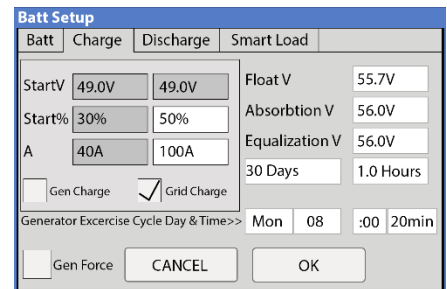 Batt Setup
Batt Charge Discharge Smart Load
StartV 49.0V 49.0V
Start% 30% 50%
A 40A 100A
Gen Charge Grid Charge
Float V 55.7V
Absorbtion V 56.0V
Equalization V 56.0V
30 Days 1.0 Hours
Generator Excercise Cycle Day & Time>> Mon 08 :00 20min
Gen Force CANCEL OK